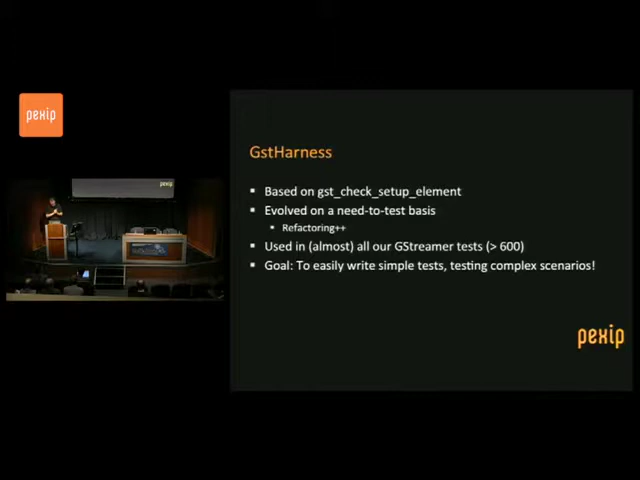 pexip
GstHarness
Based on gst_check_setup_element
Evolved on a need-to-test basis
Refactoring++
Used in (almost) all our GStreamer tests (> 600)
Goal: To easily write simple tests, testing complex scenarios!
pexip